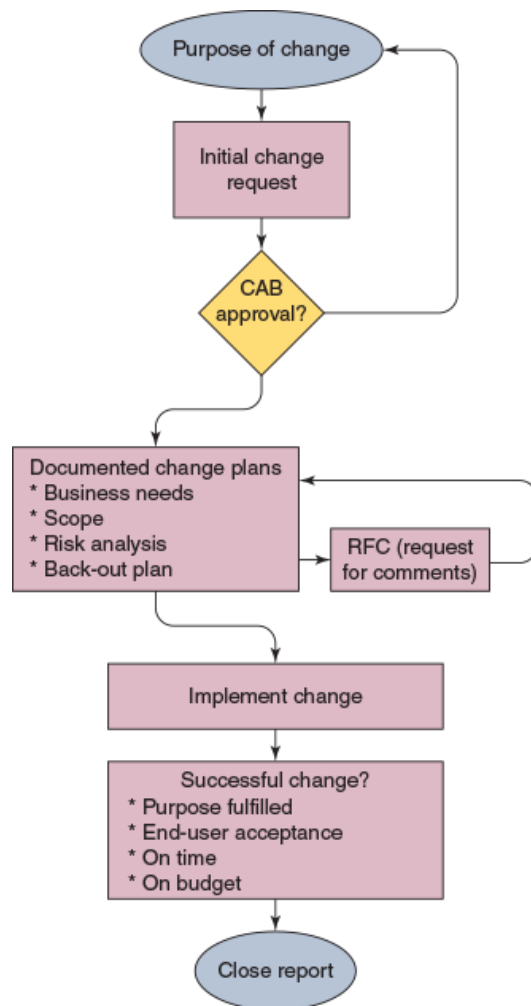 Purpose of change
Initial change
request
CAB
approval?
Documented change plans
* Business needs
* Scope
* Risk analysis
* Back-out plan
RFC (request
for comments)
Implement change
Successful change?
* Purpose fulfilled
* End-user acceptance
* On time
* On budget
Close report